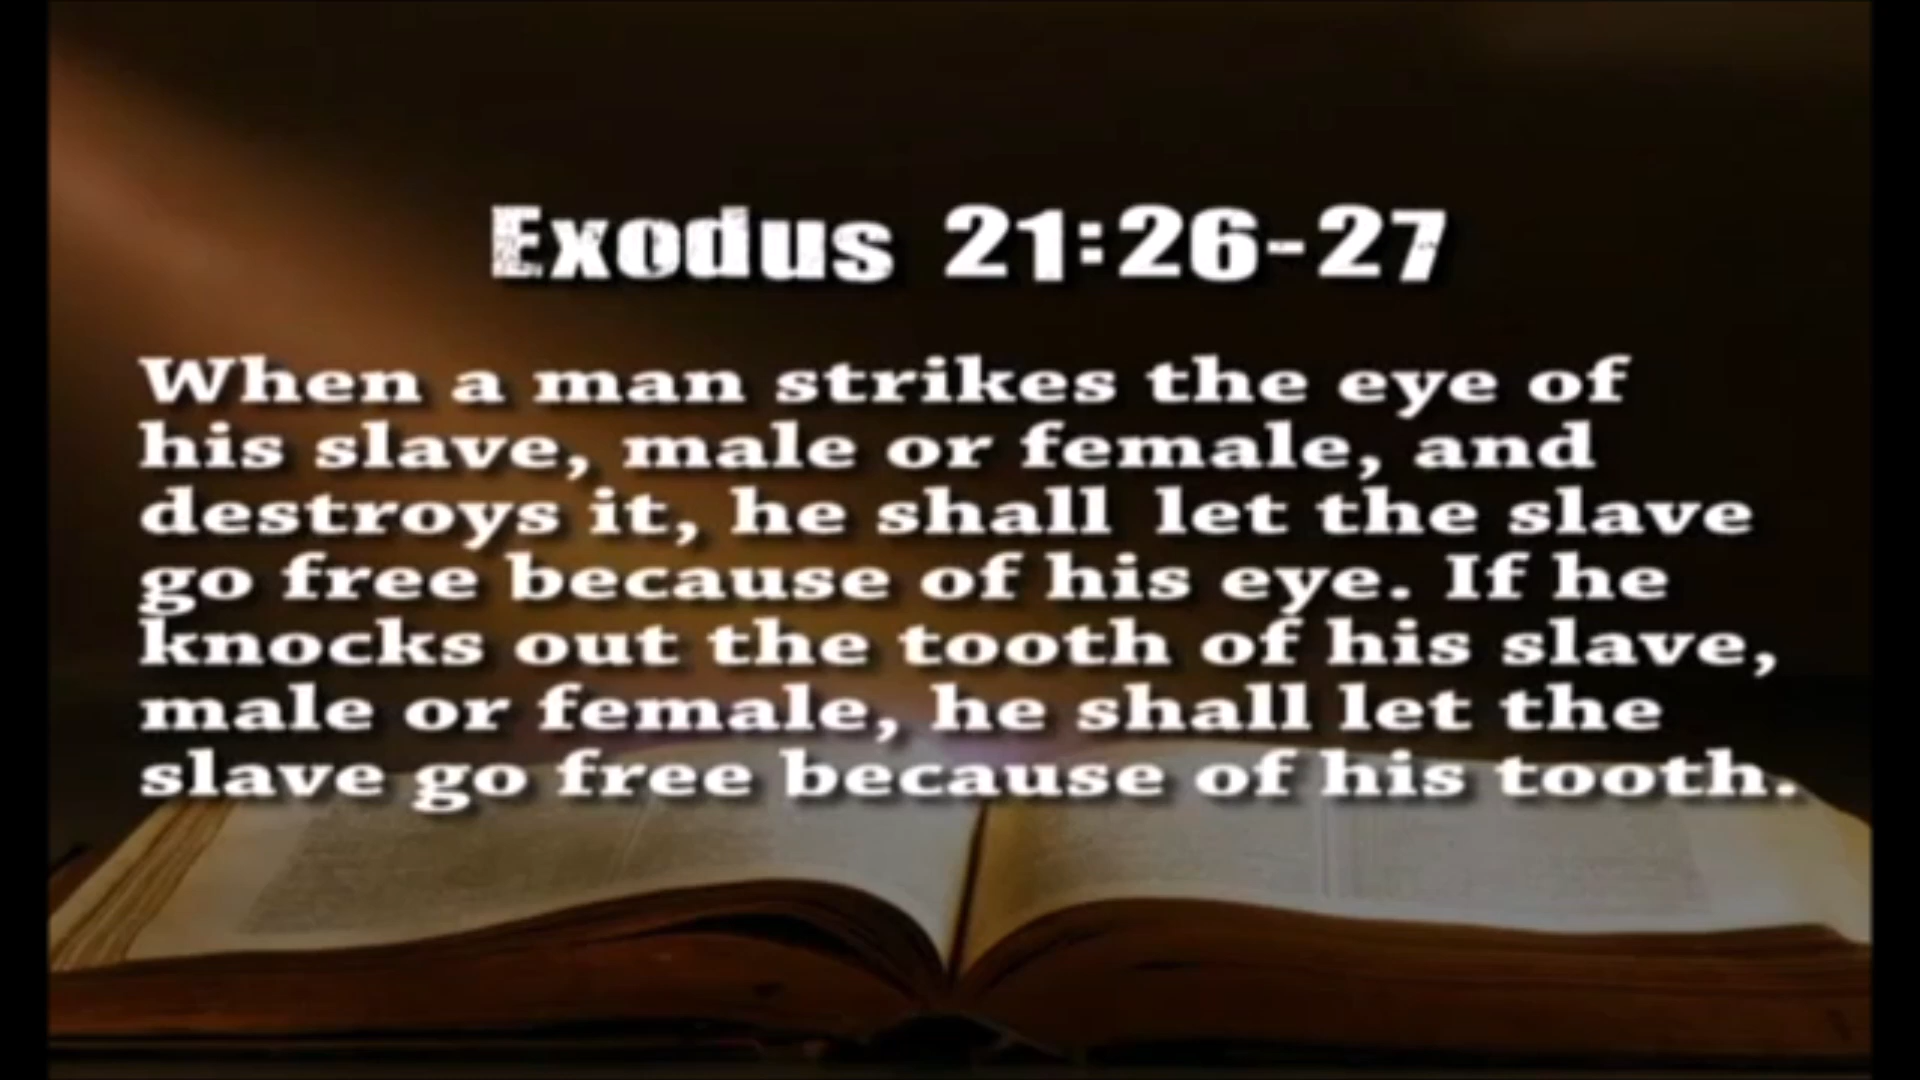 Exodus 21:26-27
When a man strikes the eye of
his slave, male or female, and
destroys it, he shall let the slave
go free because of his eye. If he
knocks out the tooth of his slave,
male or female, he shall let the
slave go free because of his tooth.